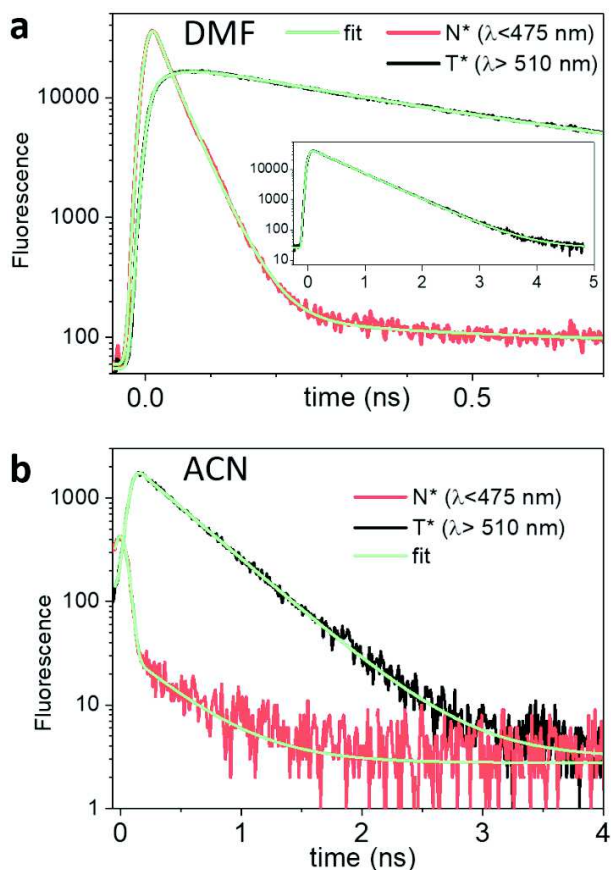 a
DMF
fit
N* (λ<475 nm)
T* (λ> 510 nm)
10000
1000
100
Fluorescence
10000
1000
100
10
0 1 2 3 4 5
0.0 0.5
time (ns)
b
ACN
N* (λ<475 nm)
T* (λ> 510 nm)
fit
1000
100
10
1
Fluorescence
0 1 2 3 4
time (ns)